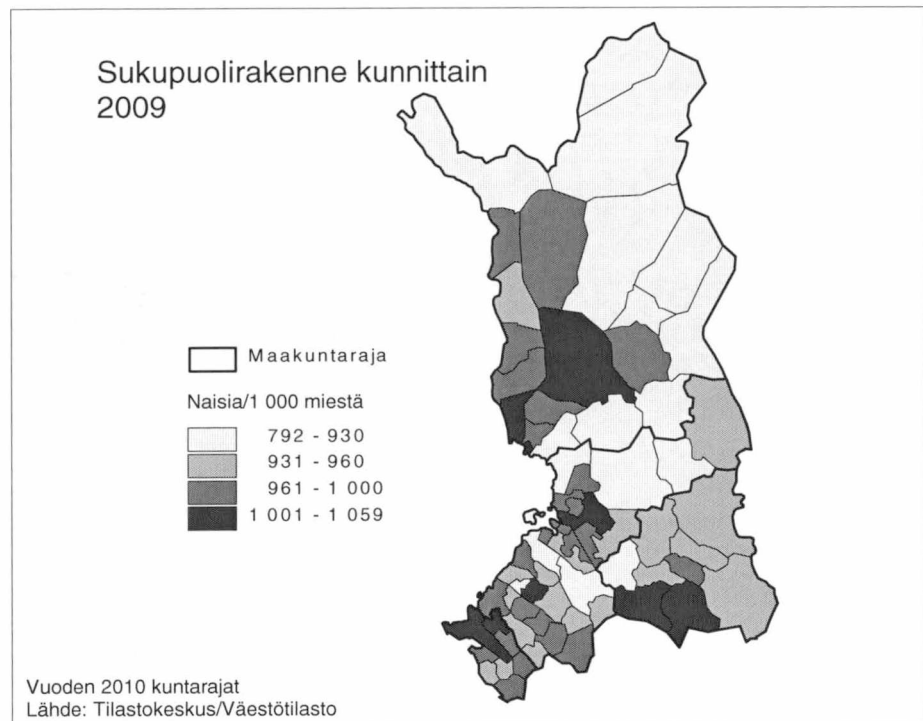 Sukupuolirakenne kunnittain
2009
Maakuntaraja
Naisia/1 000 miestä
792 - 930
931 - 960
961 - 1 000
1 001 - 1 059
Vuoden 2010 kuntarajat
Lähde: Tilastokeskus/Väestötilasto